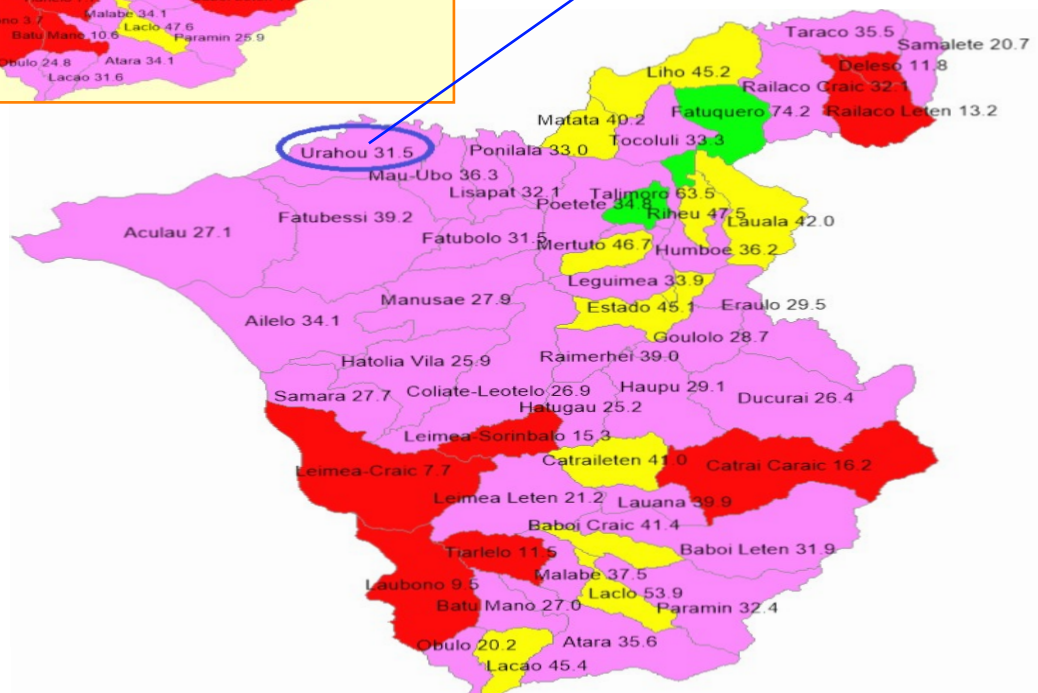 Malabe 34.1
Laclo 47.6
Batu Mano 10.6
Paramin 25.9
Atara 34.1
Lacao 31.6
Taraco 35.5
Samalete 20.7
Deleso 11.8
Liho 45.2
Railaco Craic 32.1
Fatuquero 74.2
Railaco Leten 13.2
Matata 40.2
Tocoluli 33.3
Urahou 31.5
Ponilala 33.0
Mau-Ubo 36.3
Lisapat 32.1
Talimoro 63.5
Poetete 34.8
Riheu 47.5
Lauala 42.0
Fatubessi 39.2
Aculau 27.1
Fatubolo 31.5
Mertuto 46.7
Humboe 36.2
Leguimea 33.9
Manusae 27.9
Estado 45.1
Eraulo 29.5
Ailelo 34.1
Goulolo 28.7
Hatolia Vila 25.9
Raimerhei 39.0
Samara 27.7
Coliate-Leotelo 26.9
Haupu 29.1
Ducurai 26.4
Hatugau 25.2
Leimea-Sorinbalo 15.3
Leimea-Craic 7.7
Catraileten 41.0
Catrai Caraic 16.2
Leimea Leten 21.2
Lauana 39.9
Baboi Craic 41.4
Baboi Leten 31.9
Tiarlelo 11.5
Malabe 37.5
Laubono 9.5
Laclo 53.9
Batu Mano 27.0
Paramin 32.4
Obulo 20.2
Atara 35.6
Lacao 45.4